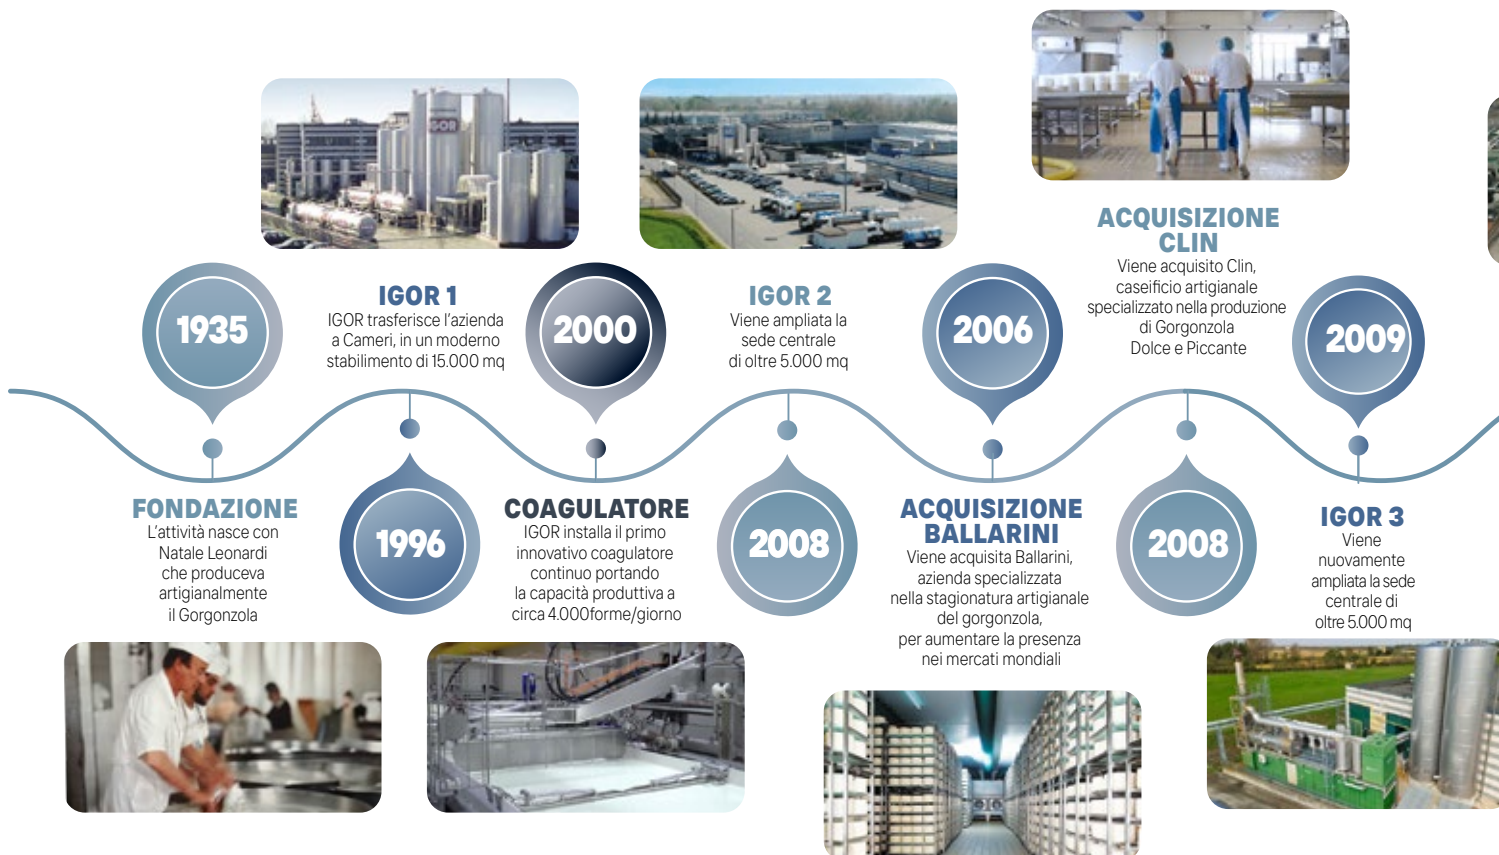 1935
FONDAZIONE
L'attività nasce con
Natale Leonardi
che produceva
artigianalmente
il Gorgonzola
IGOR
IGOR 1
IGOR trasferisce l'azienda
a Cameri, in un moderno
stabilimento di 15.000 mq
1996
2000
COAGULATORE
IGOR installa il primo
innovativo coagulatore
continuo portando
la capacità produttiva a
circa 4.000forme/giorno
IGOR 2
Viene ampliata la
sede centrale
di oltre 5.000 mq
2008
2006
ACQUISIZIONE
BALLARINI
Viene acquisita Ballarini,
azienda specializzata
nella stagionatura artigianale
del gorgonzola,
per aumentare la presenza
nei mercati mondiali
ACQUISIZIONE
CLIN
Viene acquisito Clin,
caseificio artigianale
specializzato nella produzione
di Gorgonzola
Dolce e Piccante
2008
2009
IGOR 3
Viene
nuovamente
ampliata la sede
centrale di
oltre 5.000 mq